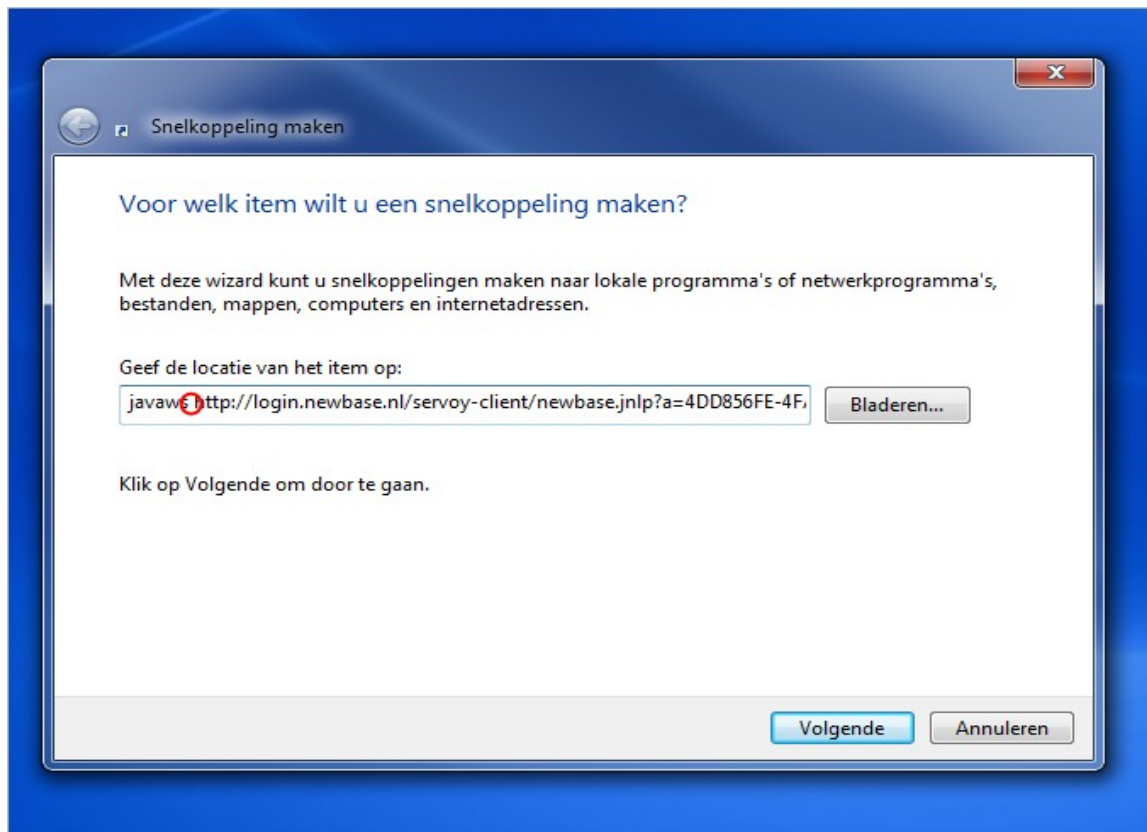 Snelkoppeling maken
Voor welk item wilt u een snelkoppeling maken?
Met deze wizard kunt u snelkoppelingen maken naar lokale programma's of netwerkprogramma's,
bestanden, mappen, computers en internetadressen.
Geef de locatie van het item op:
javaws http://login.newbase.nl/servoy-client/newbase.jnlp?a=4DD856FE-4FA
Bladeren...
Klik op Volgende om door te gaan.
Volgende
Annuleren